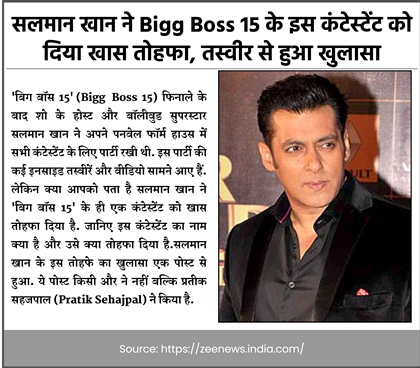 सलमान खान ने Bigg Boss 15 के इस कंटेस्टेंट को
दिया खास तोहफा, तस्वीर से हुआ खुलासा
'बिग बॉस 15' (Bigg Boss 15) फिनाले के
बाद शो के होस्ट और बॉलीवुड सुपरस्टार
सलमान खान ने अपने पनवेल फॉर्म हाउस में
सभी कंटेस्टेंट के लिए पार्टी रखी थी. इस पार्टी की
कई इनसाइड तस्वीरें और वीडियो सामने आए हैं.
लेकिन क्या आपको पता है सलमान खान ने
'बिग बॉस 15' के ही एक कंटेस्टेंट को खास
तोहफा दिया है. जानिए इस कंटेस्टेंट का नाम
क्या है और उसे क्या तोहफा दिया है.सलमान
खान के इस तोहफे का खुलासा एक पोस्ट से
हुआ. ये पोस्ट किसी और ने नहीं बल्कि प्रतीक
सहजपाल (Pratik Sehajpal) ने किया है.
ULT
Source: https://zeenews.india.com/